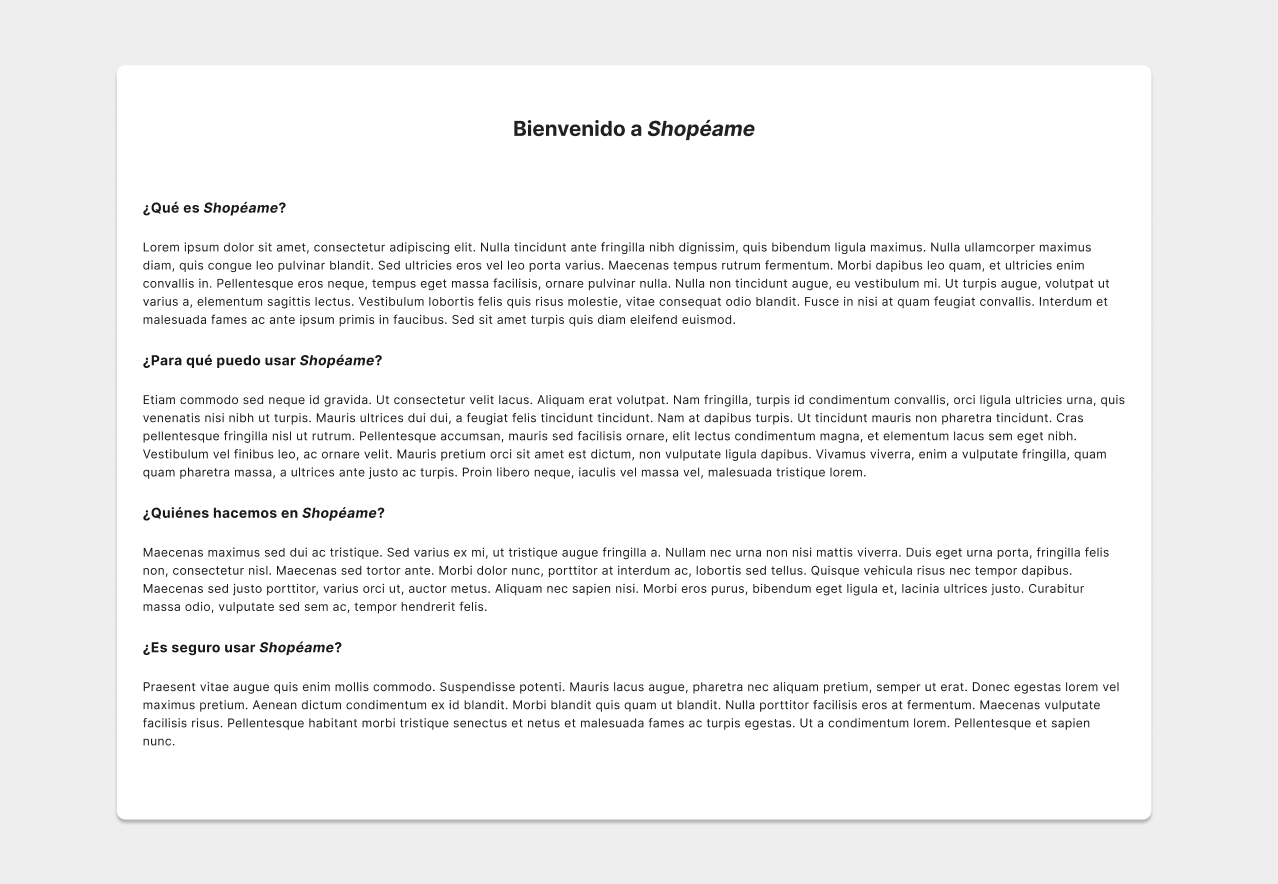 Bienvenido a Shopéame
¿Qué es Shopéame?
Lorem ipsum dolor sit amet, consectetur adipiscing elit. Nulla tincidunt ante fringilla nibh dignissim, quis bibendum ligula maximus. Nulla ullamcorper maximus
diam, quis congue leo pulvinar blandit. Sed ultricies eros vel leo porta varius. Maecenas tempus rutrum fermentum. Morbi dapibus leo quam, et ultricies enim
convallis in. Pellentesque eros neque, tempus eget massa facilisis, ornare pulvinar nulla. Nulla non tincidunt augue, eu vestibulum mi. Ut turpis augue, volutpat ut
varius a, elementum sagittis lectus. Vestibulum lobortis felis quis risus molestie, vitae consequat odio blandit. Fusce in nisi at quam feugiat convallis. Interdum et
malesuada fames ac ante ipsum primis in faucibus. Sed sit amet turpis quis diam eleifend euismod.
¿Para qué puedo usar Shopéame?
Etiam commodo sed neque id gravida. Ut consectetur velit lacus. Aliquam erat volutpat. Nam fringilla, turpis id condimentum convallis, orci ligula ultricies urna, quis
venenatis nisi nibh ut turpis. Mauris ultrices dui dui, a feugiat felis tincidunt tincidunt. Nam at dapibus turpis. Ut tincidunt mauris non pharetra tincidunt. Cras
pellentesque fringilla nisl ut rutrum. Pellentesque accumsan, mauris sed facilisis ornare, elit lectus condimentum magna, et elementum lacus sem eget nibh.
Vestibulum vel finibus leo, ac ornare velit. Mauris pretium orci sit amet est dictum, non vulputate ligula dapibus. Vivamus viverra, enim a vulputate fringilla, quam
quam pharetra massa, a ultrices ante justo ac turpis. Proin libero neque, iaculis vel massa vel, malesuada tristique lorem.
¿Quiénes hacemos en Shopéame?
Maecenas maximus sed dui ac tristique. Sed varius ex mi, ut tristique augue fringilla a. Nullam nec urna non nisi mattis viverra. Duis eget urna porta, fringilla felis
non, consectetur nisl. Maecenas sed tortor ante. Morbi dolor nunc, porttitor at interdum ac, lobortis sed tellus. Quisque vehicula risus nec tempor dapibus.
Maecenas sed justo porttitor, varius orci ut, auctor metus. Aliquam nec sapien nisi. Morbi eros purus, bibendum eget ligula et, lacinia ultrices justo. Curabitur
massa odio, vulputate sed sem ac, tempor hendrerit felis.
¿Es seguro usar Shopéame?
Praesent vitae augue quis enim mollis commodo. Suspendisse potenti. Mauris lacus augue, pharetra nec aliquam pretium, semper ut erat. Donec egestas lorem vel
maximus pretium. Aenean dictum condimentum ex id blandit. Morbi blandit quis quam ut blandit. Nulla porttitor facilisis eros at fermentum. Maecenas vulputate
facilisis risus. Pellentesque habitant morbi tristique senectus et netus et malesuada fames ac turpis egestas. Ut a condimentum lorem. Pellentesque et sapien
nunc.